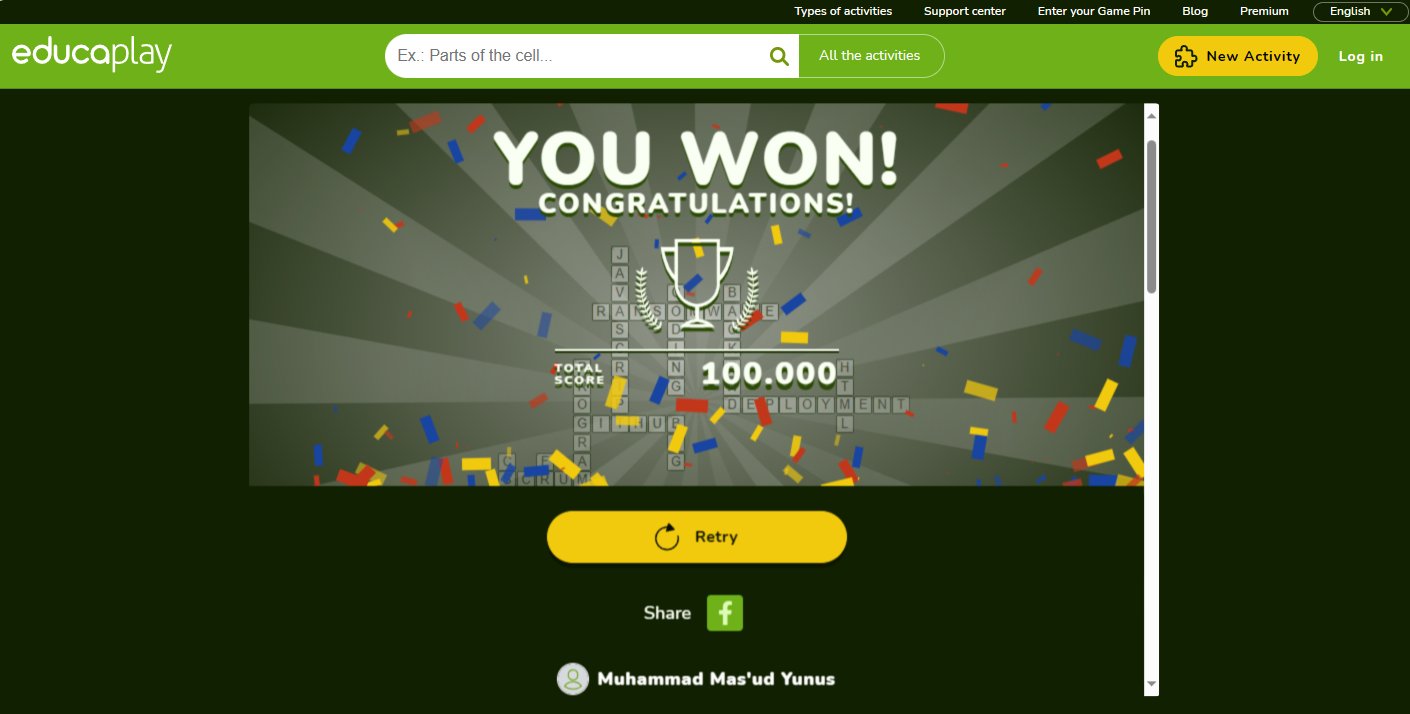 Types of activities Support center Enter your Game Pin Blog Premium English
educaplay Ex.: Parts of the cell... All the activities New Activity Log in
YOU WON!
CONGRATULATIONS!
TOTAL SCORE 100.000
DEPLOYMENT
GITHUB
SCRUM
Retry
Share
Muhammad Mas'ud Yunus